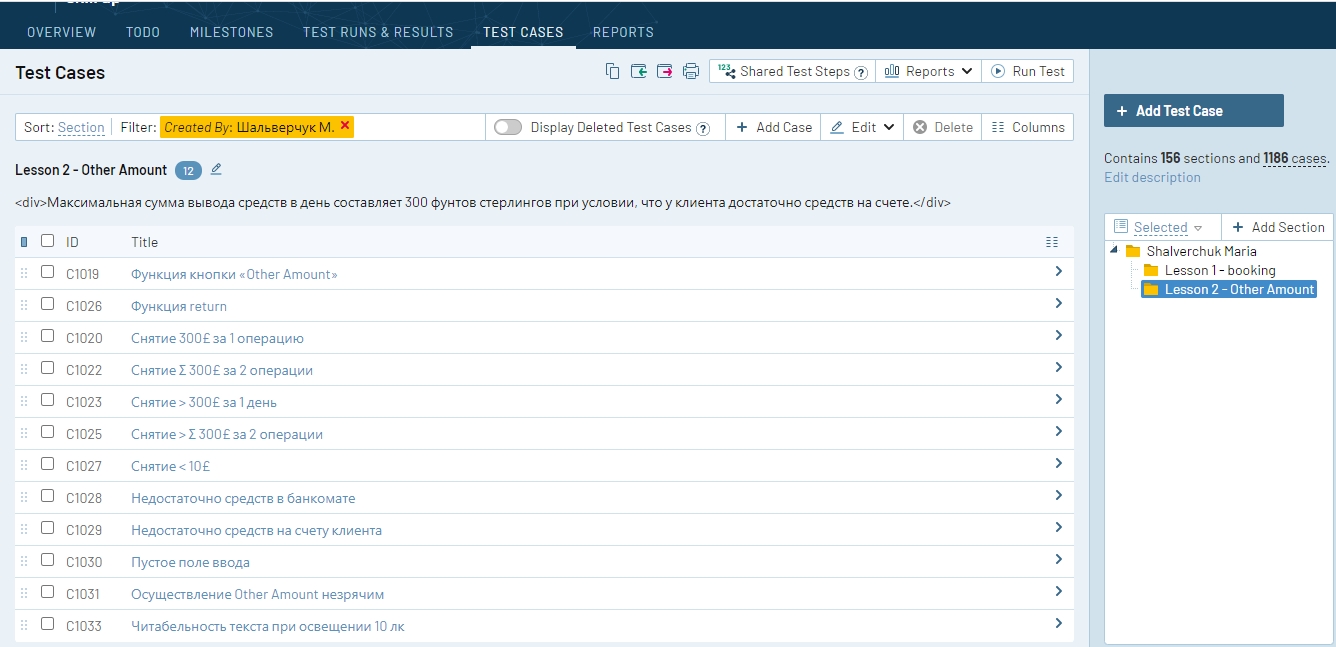 OVERVIEW TODO MILESTONES TEST RUNS & RESULTS TEST CASES REPORTS
Test Cases
123 Shared Test Steps ? Reports Run Test
Add Test Case
Sort: Section Filter: Created By: Шальверчук М. Display Deleted Test Cases ? + Add Case Edit Delete Columns
Contains 156 sections and 1186 cases.
Edit description
Lesson 2 - Other Amount 12
<div>Максимальная сумма вывода средств в день составляет 300 фунтов стерлингов при условии, что у клиента достаточно средств на счете.</div>
Selected + Add Section
Shalverchuk Maria
Lesson 1 - booking
Lesson 2 - Other Amount
ID Title
C1019 Функция кнопки «Other Amount»
C1026 Функция return
C1020 Снятие 300£ за 1 операцию
C1022 Снятие Σ 300£ за 2 операции
C1023 Снятие > 300£ за 1 день
C1025 Снятие > Σ 300£ за 2 операции
C1027 Снятие < 10£
C1028 Недостаточно средств в банкомате
C1029 Недостаточно средств на счету клиента
C1030 Пустое поле ввода
C1031 Осуществление Other Amount незрячим
C1033 Читабельность текста при освещении 10 лк